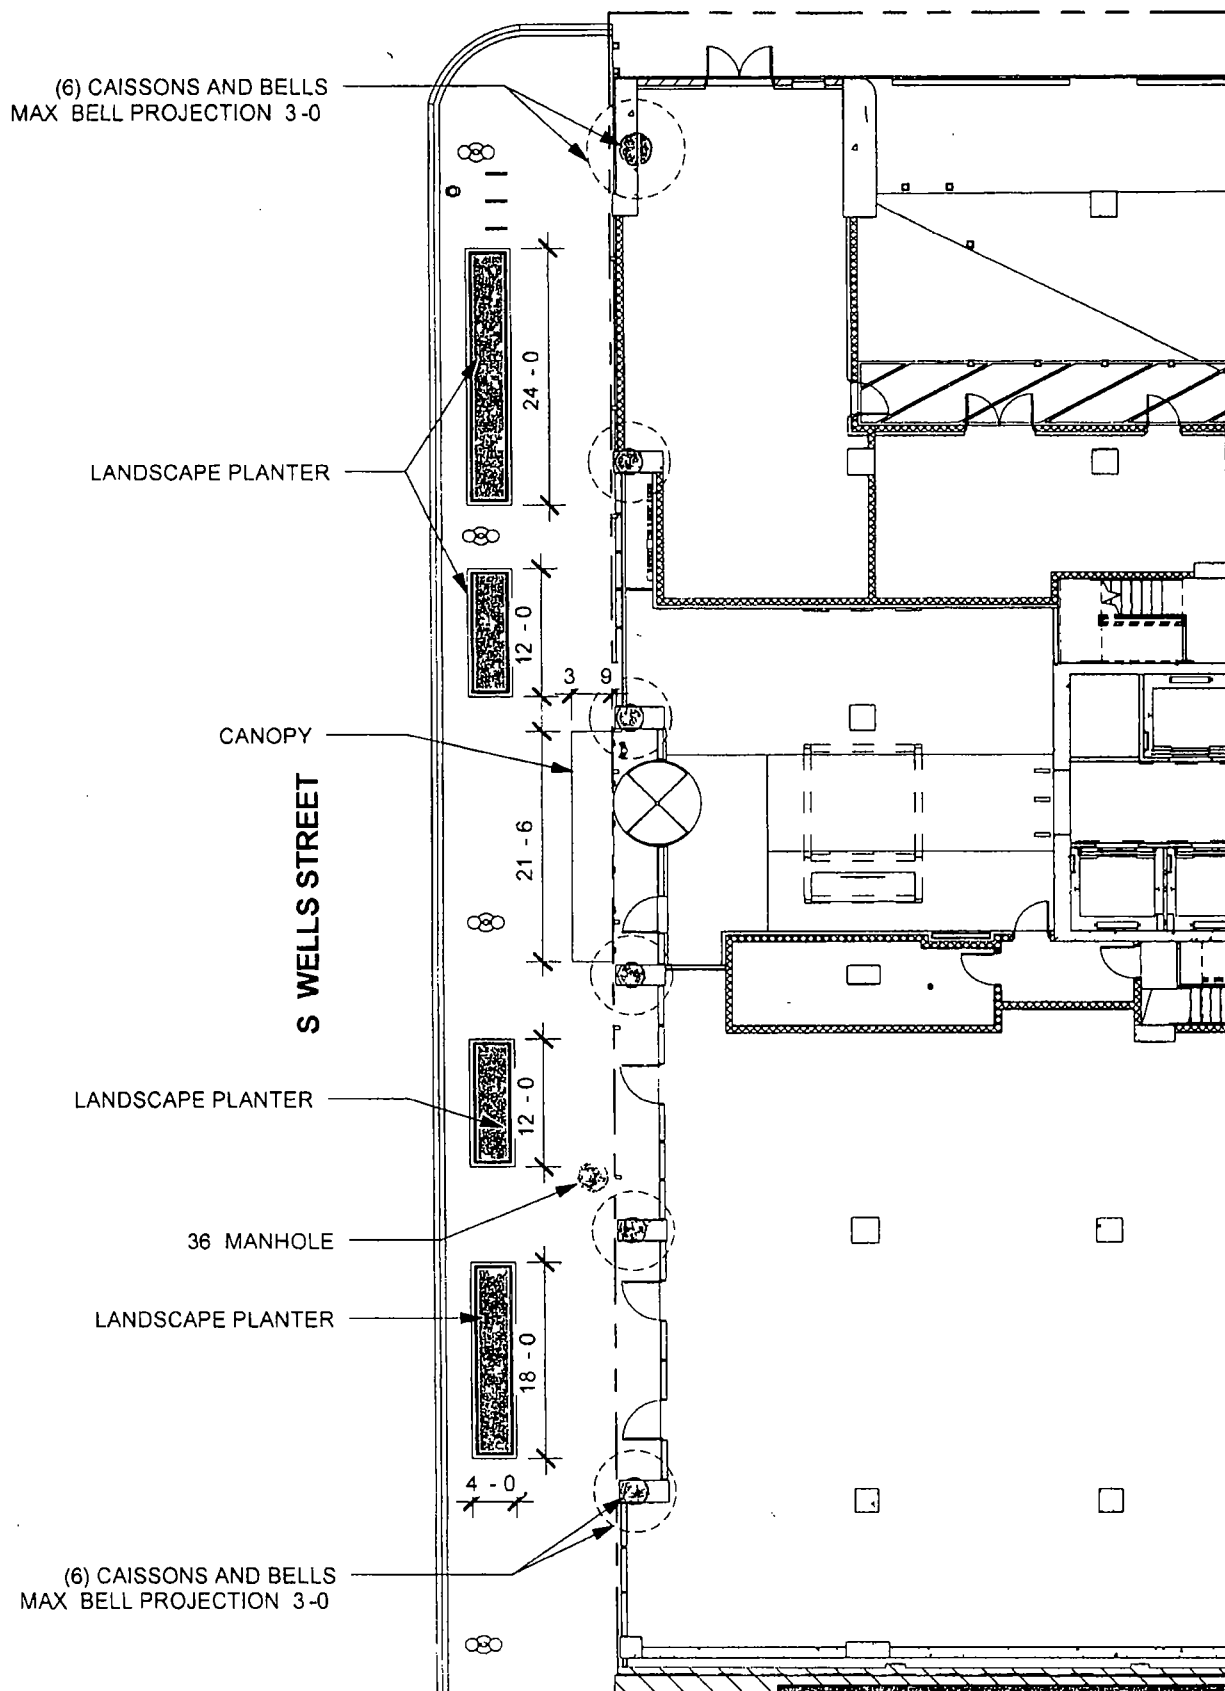 (6) CAISSONS AND BELLS
MAX BELL PROJECTION 3-0
24 - 0
LANDSCAPE PLANTER
12 - 0
3 9
CANOPY
S WELLS STREET
21 - 6
LANDSCAPE PLANTER
12 - 0
36 MANHOLE
LANDSCAPE PLANTER
18 - 0
4 - 0
(6) CAISSONS AND BELLS
MAX BELL PROJECTION 3-0